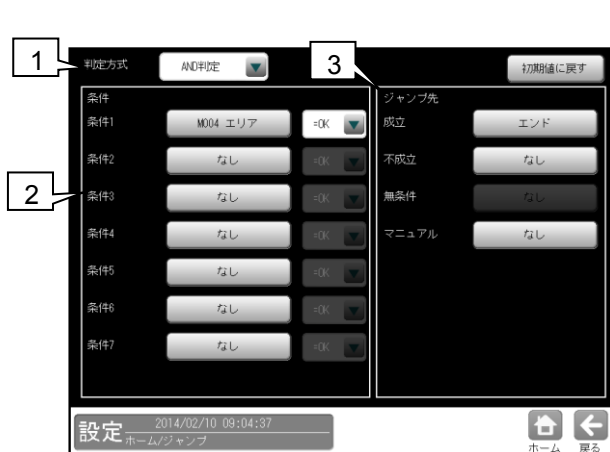 1
判定方式
AND判定
3
初期値に戻す
条件
条件1
M004 エリア
=OK
条件2
なし
=OK
2
条件3
なし
=OK
条件4
なし
=OK
条件5
なし
=OK
条件6
なし
=OK
条件7
なし
=OK
ジャンプ先
成立
エンド
不成立
なし
無条件
なし
マニュアル
なし
設定
2014/02/10 09:04:37
ホーム/ジャンプ
ホーム
戻る